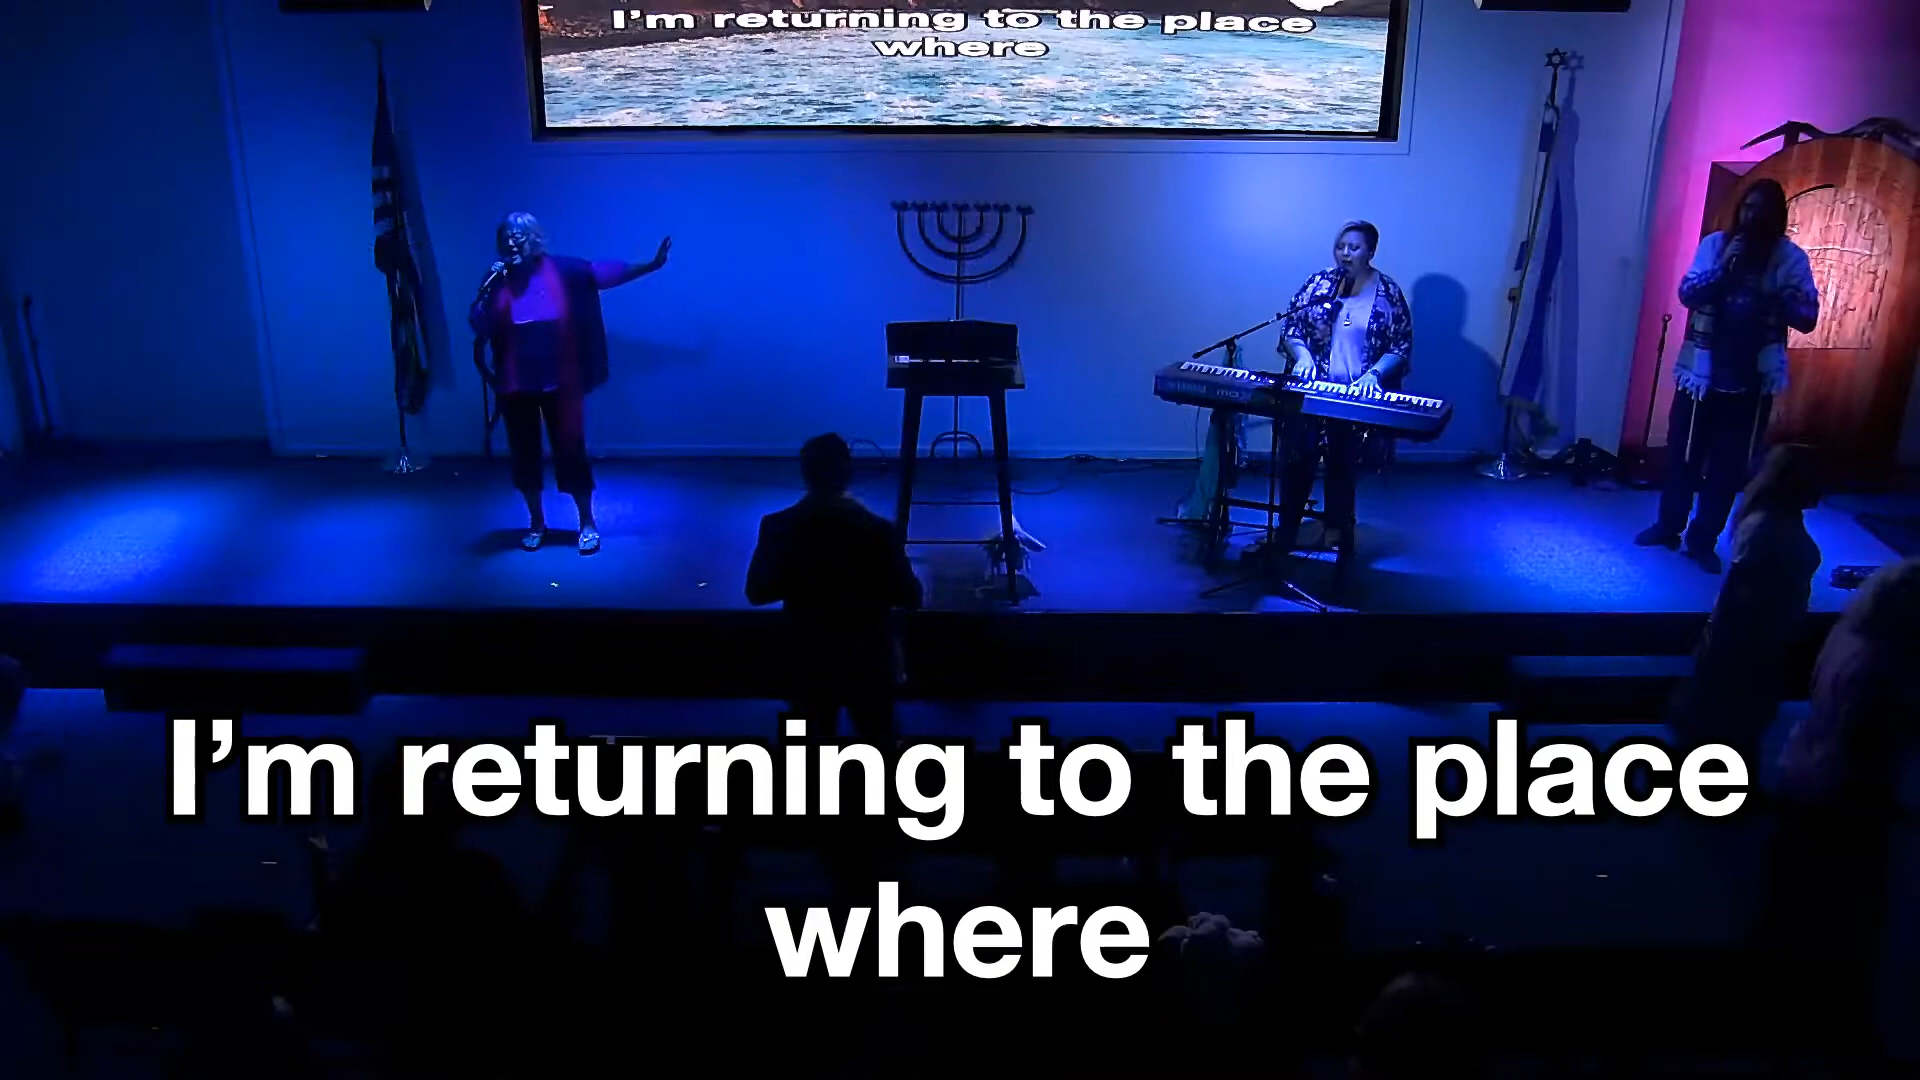 I'm returning to the place
where
I’m returning to the place
where